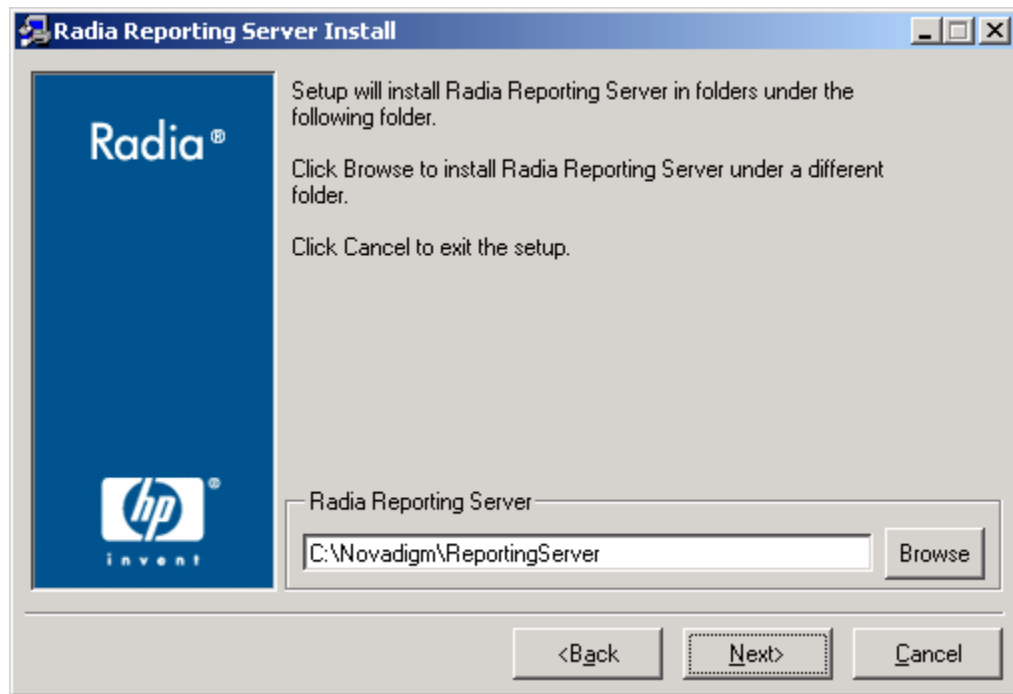 Radia Reporting Server Install
Radia®
Setup will install Radia Reporting Server in folders under the
following folder.
Click Browse to install Radia Reporting Server under a different
folder.
Click Cancel to exit the setup.
hp®
invent
Radia Reporting Server
C:\Novadigm\ReportingServer
Browse
<Back
Next>
Cancel